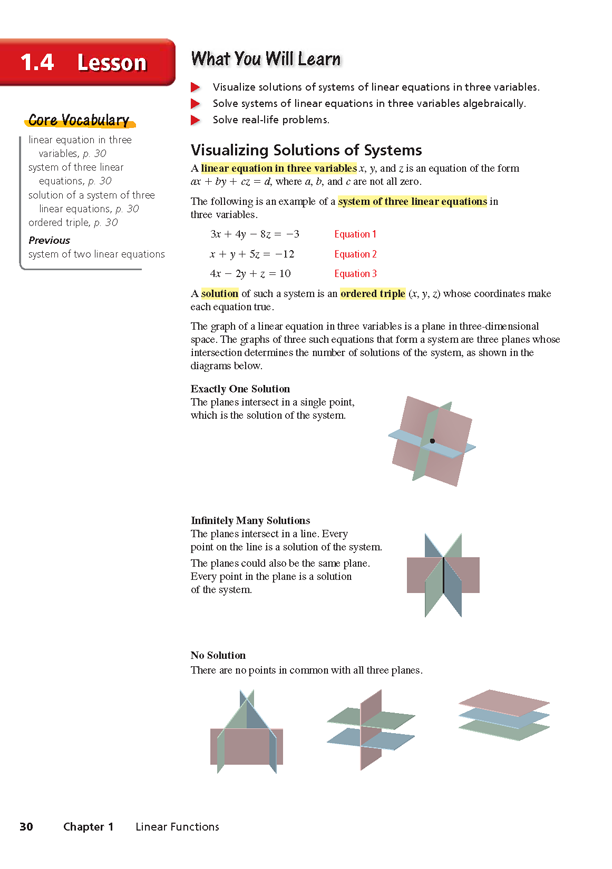 1.4 Lesson
What You Will Learn
Visualize solutions of systems of linear equations in three variables.
Solve systems of linear equations in three variables algebraically.
Solve real-life problems.
Core Vocabulary
linear equation in three
variables, p. 30
system of three linear
equations, p. 30
solution of a system of three
linear equations, p. 30
ordered triple, p. 30
Previous
system of two linear equations
Visualizing Solutions of Systems
A linear equation in three variables x, y, and z is an equation of the form
ax + by + cz = d, where a, b, and c are not all zero.
The following is an example of a system of three linear equations in
three variables.
3x + 4y − 8z = −3 Equation 1
x + y + 5z = −12 Equation 2
4x − 2y + z = 10 Equation 3
A solution of such a system is an ordered triple (x, y, z) whose coordinates make
each equation true.
The graph of a linear equation in three variables is a plane in three-dimensional
space. The graphs of three such equations that form a system are three planes whose
intersection determines the number of solutions of the system, as shown in the
diagrams below.
Exactly One Solution
The planes intersect in a single point,
which is the solution of the system.
Infinitely Many Solutions
The planes intersect in a line. Every
point on the line is a solution of the system.
The planes could also be the same plane.
Every point in the plane is a solution
of the system.
No Solution
There are no points in common with all three planes.
30 Chapter 1 Linear Functions